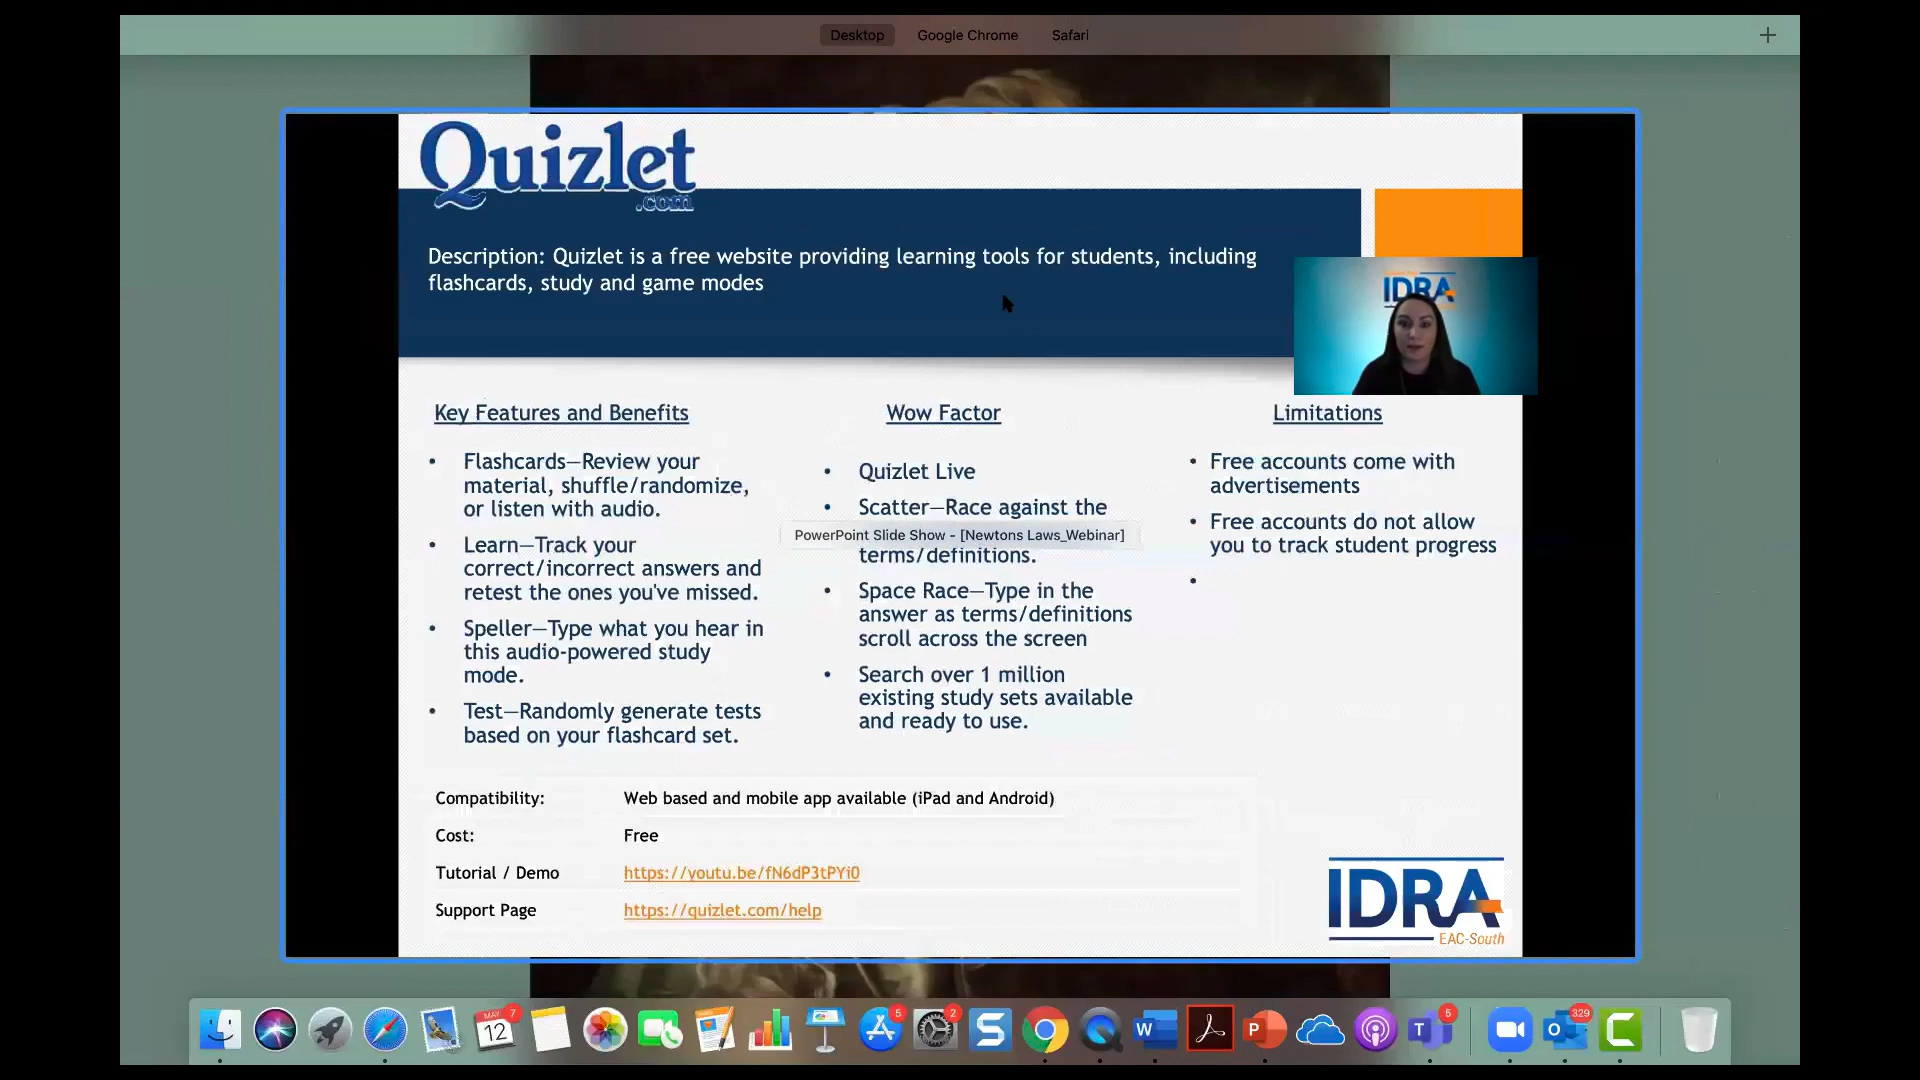 Desktop
Google Chrome
Safari
Quizlet
.com
Description: Quizlet is a free website providing learning tools for students, including
flashcards, study and game modes
IDRA
Key Features and Benefits
• Flashcards—Review your
material, shuffle/randomize,
or listen with audio.
• Learn—Track your
correct/incorrect answers and
retest the ones you've missed.
• Speller—Type what you hear in
this audio-powered study
mode.
• Test—Randomly generate tests
based on your flashcard set.
Wow Factor
• Quizlet Live
• Scatter—Race against the
PowerPoint Slide Show - [Newtons Laws_Webinar]
terms/definitions.
• Space Race—Type in the
answer as terms/definitions
scroll across the screen
• Search over 1 million
existing study sets available
and ready to use.
Limitations
• Free accounts come with
advertisements
• Free accounts do not allow
you to track student progress
•
Compatibility: Web based and mobile app available (iPad and Android)
Cost: Free
Tutorial / Demo https://youtu.be/fN6dP3tPYi0
Support Page https://quizlet.com/help
IDRA
EAC-South
MAY
12
7
5
2
S
W
P
T
5
O
329
C